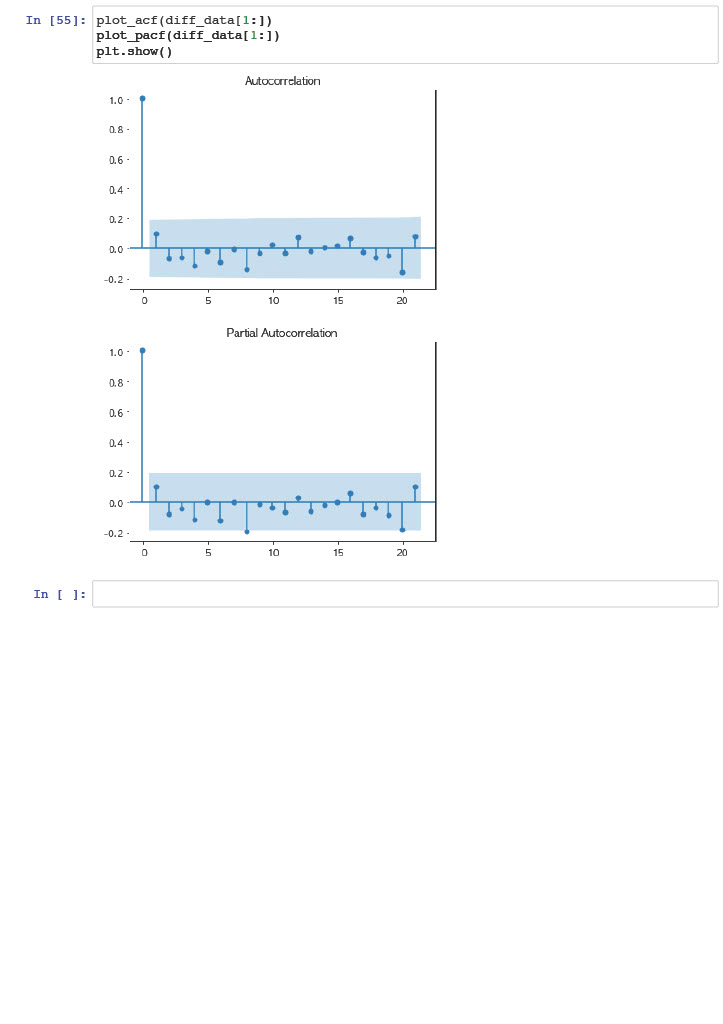 In [55]: plot_acf(diff_data[1:])
plot_pacf(diff_data[1:])
plt.show()
Autocorrelation
1.0
0.8
0.6
0.4
0.2
0.0
-0.2
0 5 10 15 20
Partial Autocorrelation
1.0
0.8
0.6
0.4
0.2
0.0
-0.2
0 5 10 15 20
In [ ]: